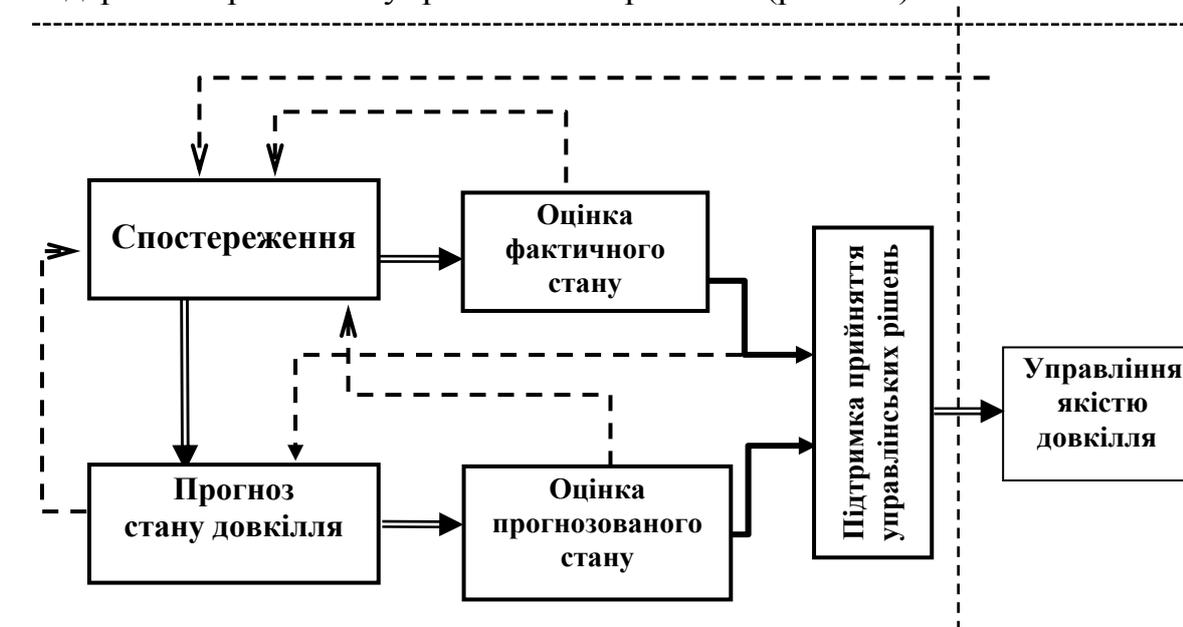 Спостереження
Оцінка
фактичного
стану
Підтримка прийняття
управлінських рішень
Управління
якістю
довкілля
Прогноз
стану довкілля
Оцінка
прогнозованого
стану